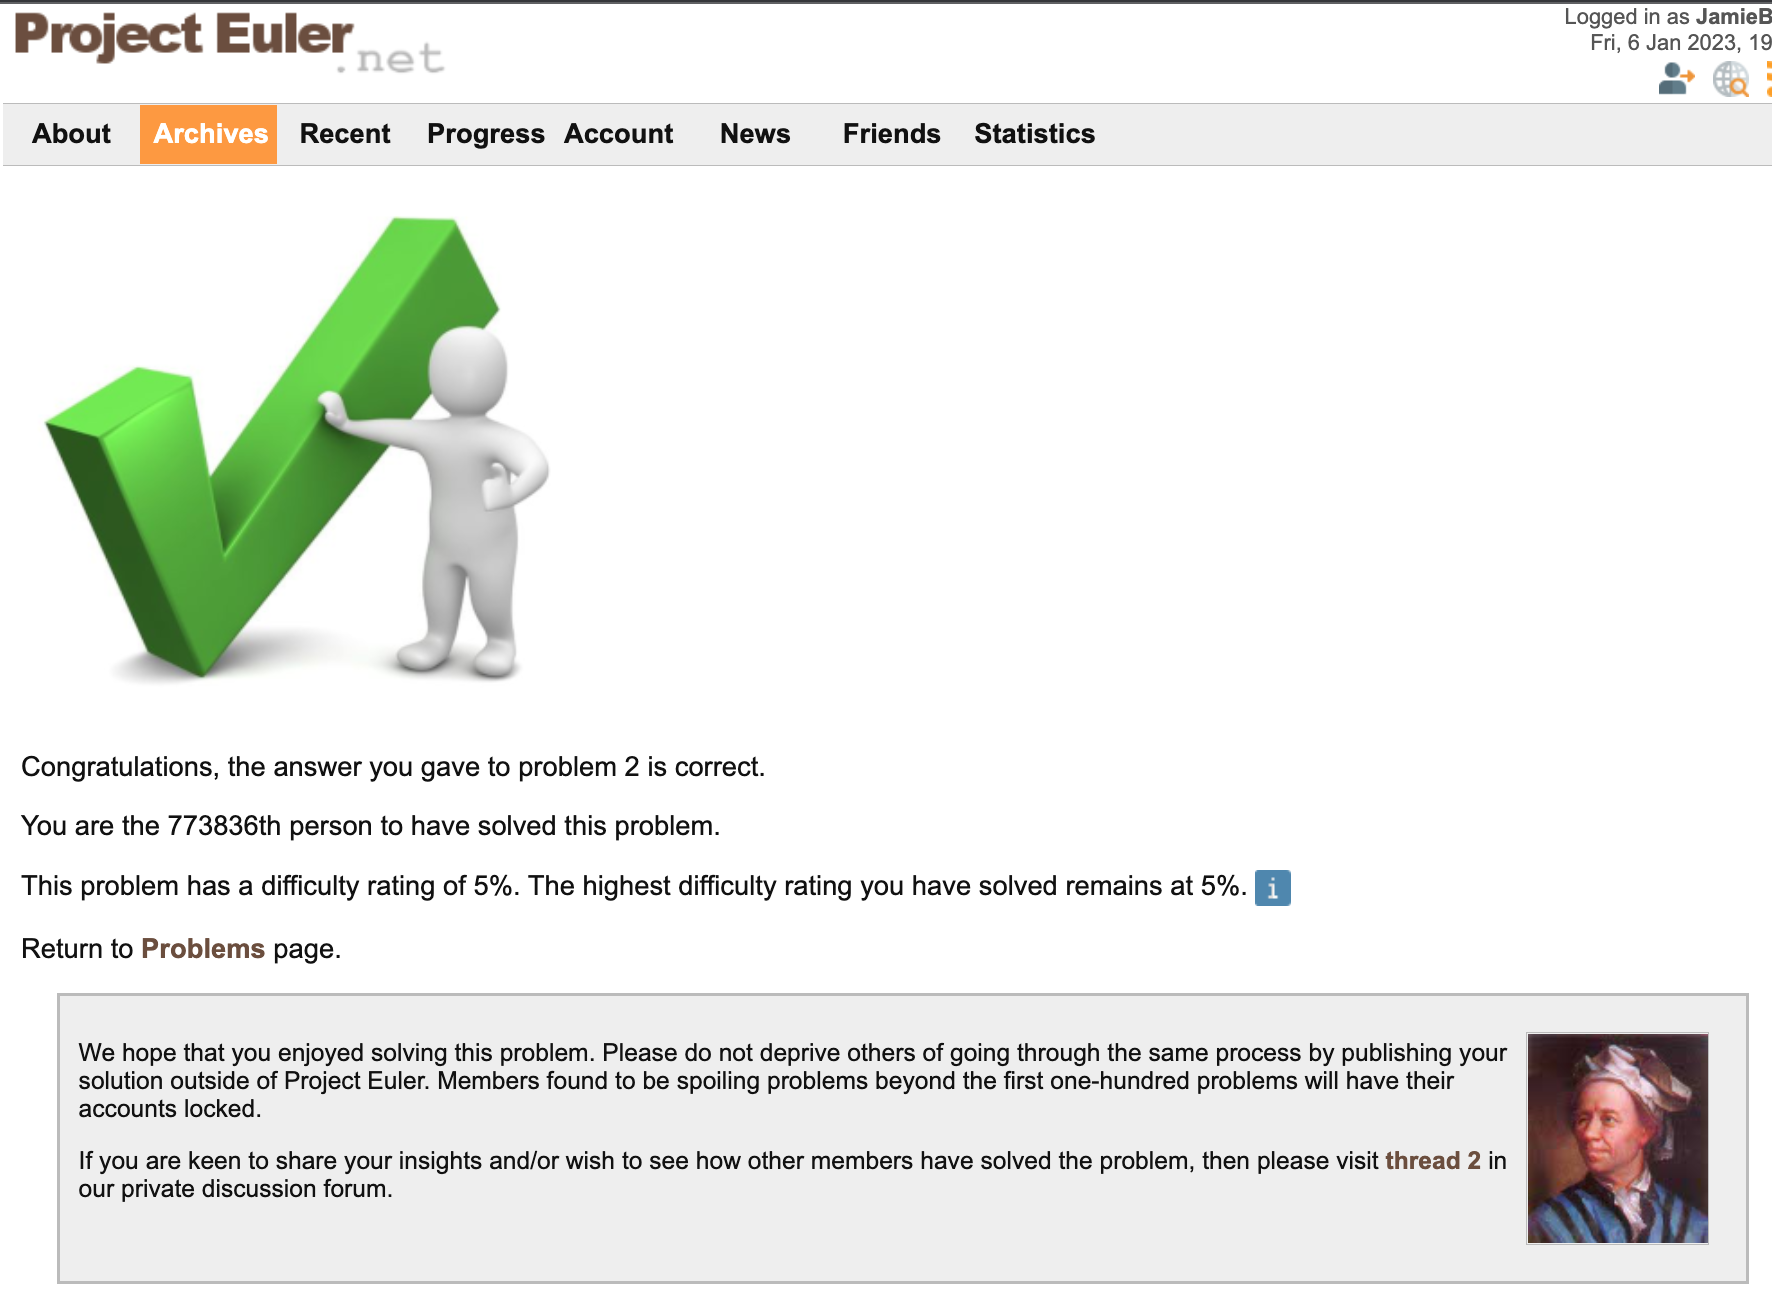 Project Euler
.net
Logged in as JamieB
Fri, 6 Jan 2023, 19
About Archives Recent Progress Account News Friends Statistics
Congratulations, the answer you gave to problem 2 is correct.
You are the 773836th person to have solved this problem.
This problem has a difficulty rating of 5%. The highest difficulty rating you have solved remains at 5%. i
Return to Problems page.
We hope that you enjoyed solving this problem. Please do not deprive others of going through the same process by publishing your
solution outside of Project Euler. Members found to be spoiling problems beyond the first one-hundred problems will have their
accounts locked.
If you are keen to share your insights and/or wish to see how other members have solved the problem, then please visit thread 2 in
our private discussion forum.